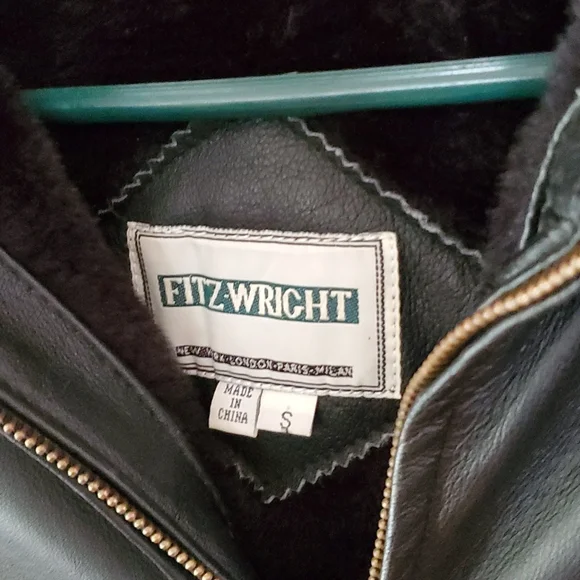 FITZ-WRIGHT
NEW YORK-LONDON-PARIS-MILAN
MADE
IN
CHINA
S